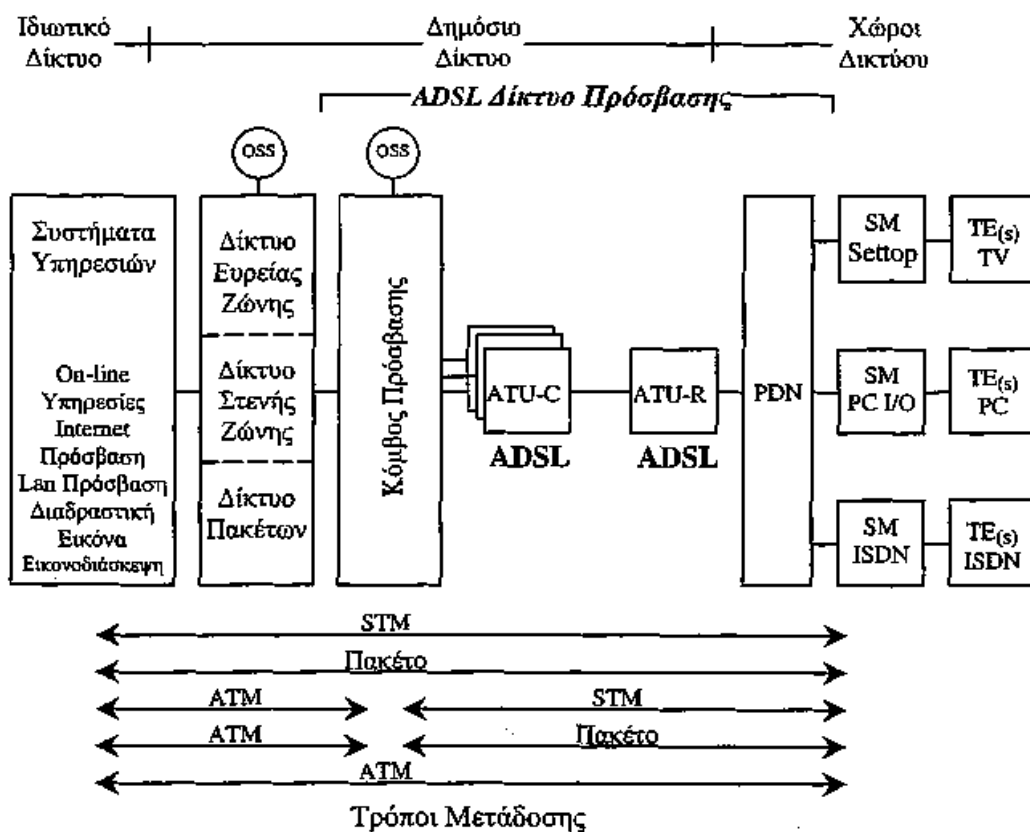 Ιδιωτικό
Δίκτυο
Δημόσιο
Δίκτυο
Χώροι
Δικτύσυ
ADSL Δίκτυο Πρόσβασης
OSS
OSS
Συστήματα
Υπηρεσιών
On-line
Υπηρεσίες
Internet
Πρόσβαση
Lan Πρόσβαση
Διαδραστική
Εικόνα
Εικονοδιάσκεψη
Δίκτυο
Ευρείας
Ζώνης
Δίκτυο
Στενής
Ζώνης
Δίκτυο
Πακέτων
Κόμβος Πρόσβασης
ATU-C
ADSL
ATU-R
ADSL
PDN
SM
Settop
TE(s)
TV
SM
PC I/O
TE(s)
PC
SM
ISDN
TE(s)
ISDN
STM
Πακέτο
ATM
STM
ATM
Πακέτο
ATM
Τρόποι Μετάδοσης